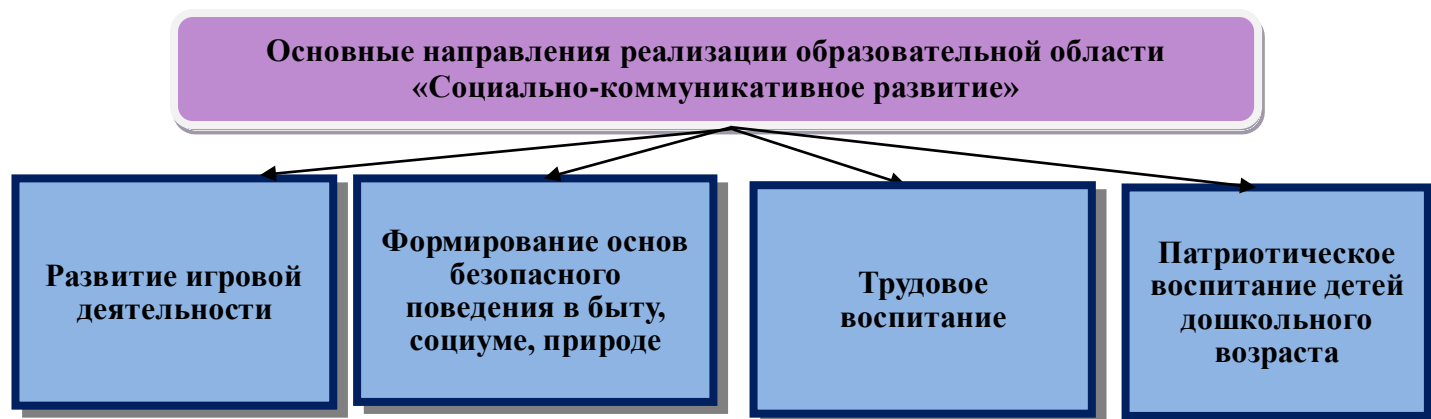 Основные направления реализации образовательной области
«Социально-коммуникативное развитие»
Развитие игровой
деятельности
Формирование основ
безопасного
поведения в быту,
социуме, природе
Трудовое
воспитание
Патриотическое
воспитание детей
дошкольного
возраста